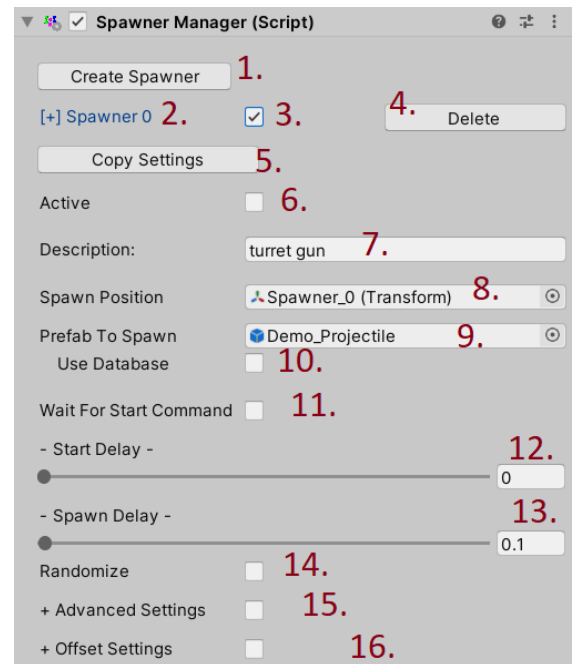 Spawner Manager (Script)
Create Spawner 1.
[+] Spawner 0 2. 3. 4. Delete
Copy Settings 5.
Active 6.
Description: turret gun 7.
Spawn Position Spawner_0 (Transform) 8.
Prefab To Spawn Demo_Projectile 9.
Use Database 10.
Wait For Start Command 11.
- Start Delay - 12.
0
- Spawn Delay - 13.
0.1
Randomize 14.
+ Advanced Settings 15.
+ Offset Settings 16.